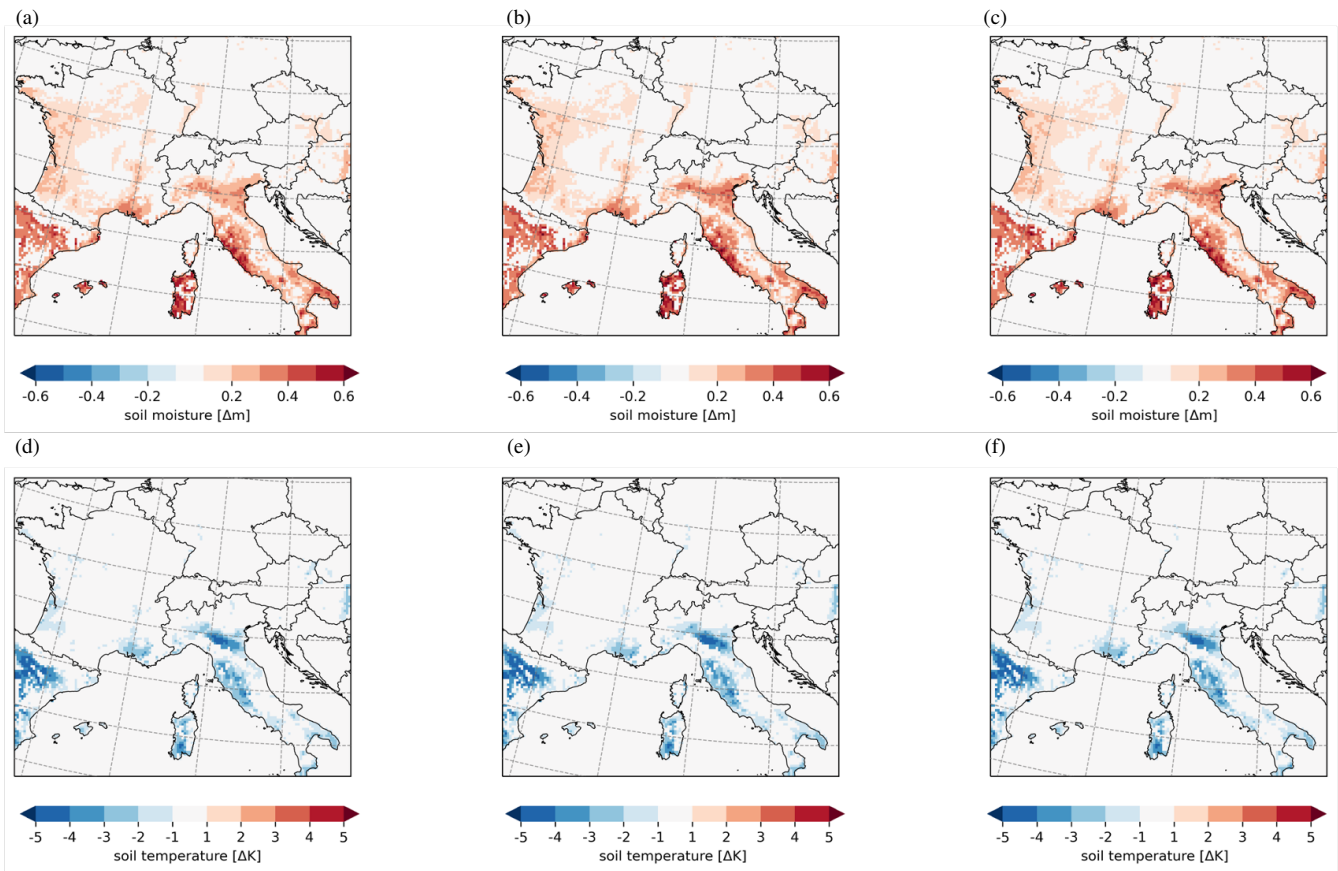 (a) (b) (c)
-0.6 -0.4 -0.2 0.2 0.4 0.6 -0.6 -0.4 -0.2 0.2 0.4 0.6 -0.6 -0.4 -0.2 0.2 0.4 0.6
soil moisture [Δm] soil moisture [Δm] soil moisture [Δm]
(d) (e) (f)
-5 -4 -3 -2 -1 1 2 3 4 5 -5 -4 -3 -2 -1 1 2 3 4 5 -5 -4 -3 -2 -1 1 2 3 4 5
soil temperature [ΔK] soil temperature [ΔK] soil temperature [ΔK]